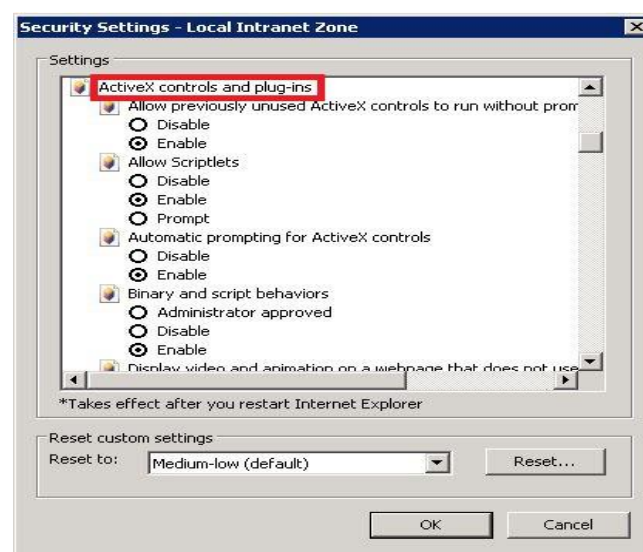 Security Settings - Local Intranet Zone
Settings
ActiveX controls and plug-ins
Allow previously unused ActiveX controls to run without prom
Disable
Enable
Allow Scriptlets
Disable
Enable
Prompt
Automatic prompting for ActiveX controls
Disable
Enable
Binary and script behaviors
Administrator approved
Disable
Enable
Display video and animation on a webpage that does not use
*Takes effect after you restart Internet Explorer
Reset custom settings
Reset to: Medium-low (default) Reset...
OK Cancel